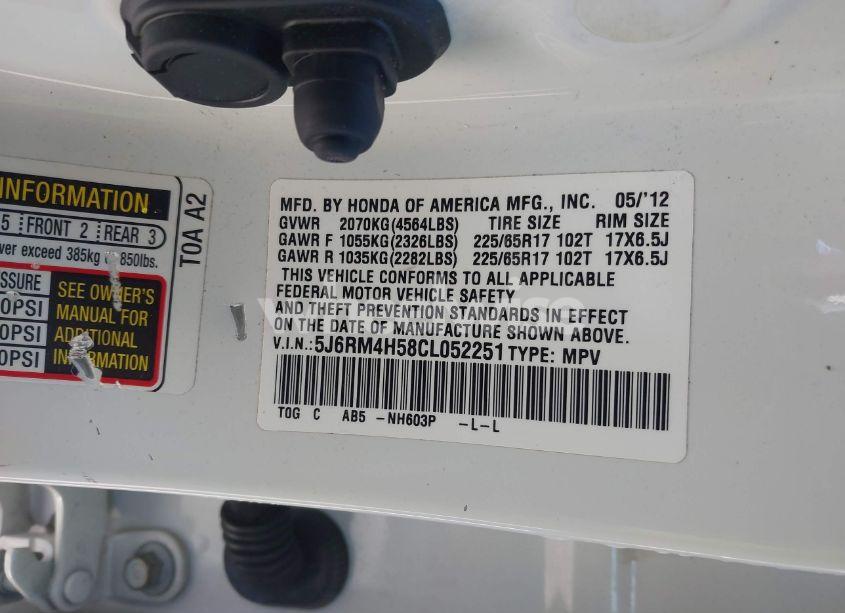 INFORMATION
5 FRONT 2 REAR 3
ver exceed 385kg 850lbs.
SSURE
0PSI
0PSI
0PSI
SEE OWNER'S
MANUAL FOR
ADDITIONAL
INFORMATION
T0A A2
MFD. BY HONDA OF AMERICA MFG., INC. 05/'12
GVWR 2070KG(4564LBS) TIRE SIZE RIM SIZE
GAWR F 1055KG(2326LBS) 225/65R17 102T 17X6.5J
GAWR R 1035KG(2282LBS) 225/65R17 102T 17X6.5J
THIS VEHICLE CONFORMS TO ALL APPLICABLE
FEDERAL MOTOR VEHICLE SAFETY
AND THEFT PREVENTION STANDARDS IN EFFECT
ON THE DATE OF MANUFACTURE SHOWN ABOVE.
V.I.N.:5J6RM4H58CL052251 TYPE: MPV
T0G C AB5 -NH603P -L-L